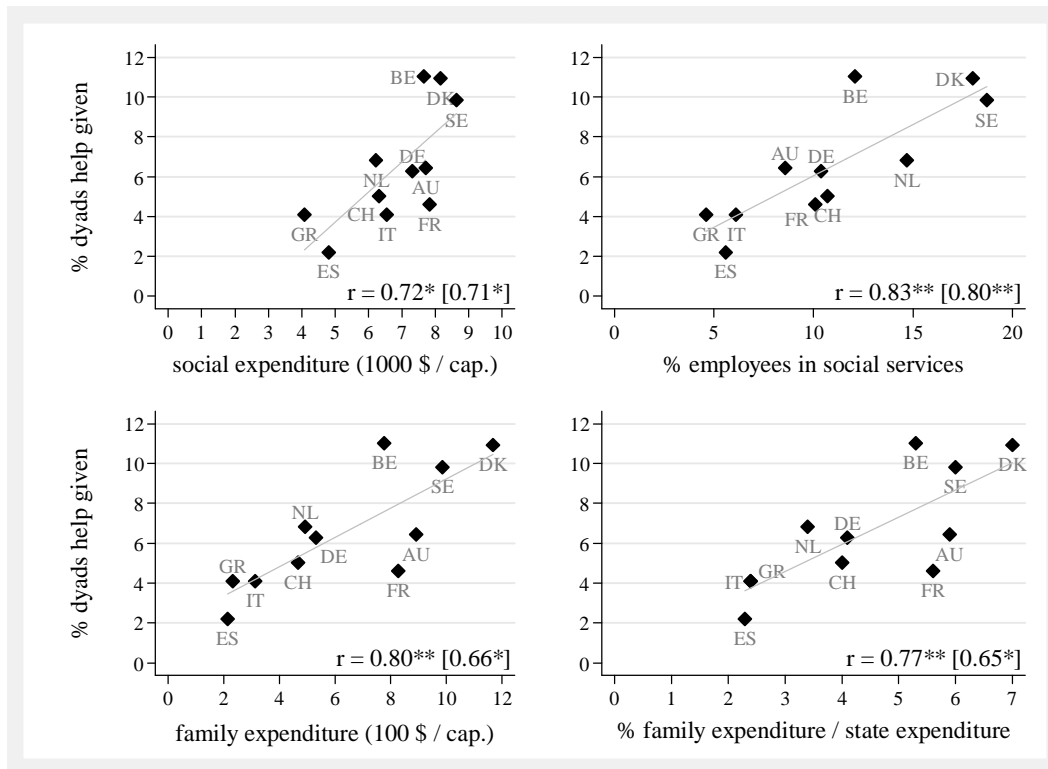 12
10
8
6
4
2
0
% dyads help given
BE
DK
SE
DE
NL
AU
CH
IT
FR
GR
ES
r = 0.72* [0.71*]
0 1 2 3 4 5 6 7 8 9 10
social expenditure (1000 $ / cap.)
12
10
8
6
4
2
0
DK
BE
SE
AU
DE
NL
FR
CH
GR
IT
ES
r = 0.83** [0.80**]
0 5 10 15 20
% employees in social services
12
10
8
6
4
2
0
% dyads help given
BE
DK
SE
NL
DE
AU
GR
CH
FR
IT
ES
r = 0.80** [0.66*]
0 2 4 6 8 10 12
family expenditure (100 $ / cap.)
12
10
8
6
4
2
0
BE
DK
SE
DE
NL
AU
IT
GR
CH
FR
ES
r = 0.77** [0.65*]
0 1 2 3 4 5 6 7
% family expenditure / state expenditure